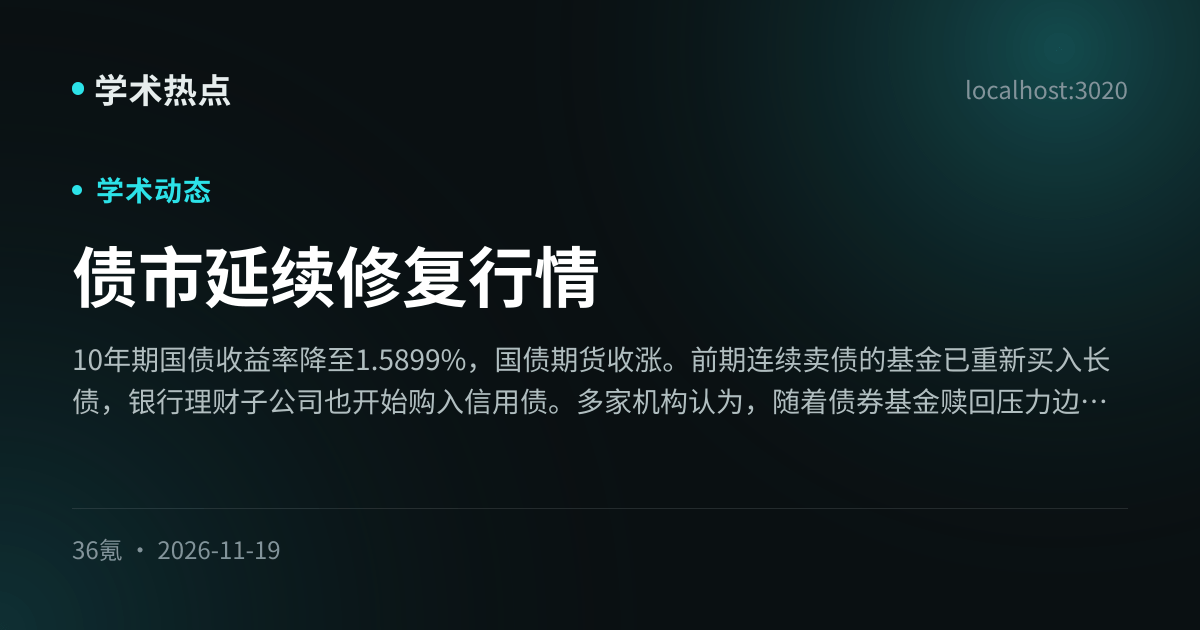 学术热点
localhost:3020
学术动态
债市延续修复行情
10年期国债收益率降至1.5899%，国债期货收涨。前期连续卖债的基金已重新买入长
债，银行理财子公司也开始购入信用债。多家机构认为，随着债券基金赎回压力边…
36氪 · 2026-11-19